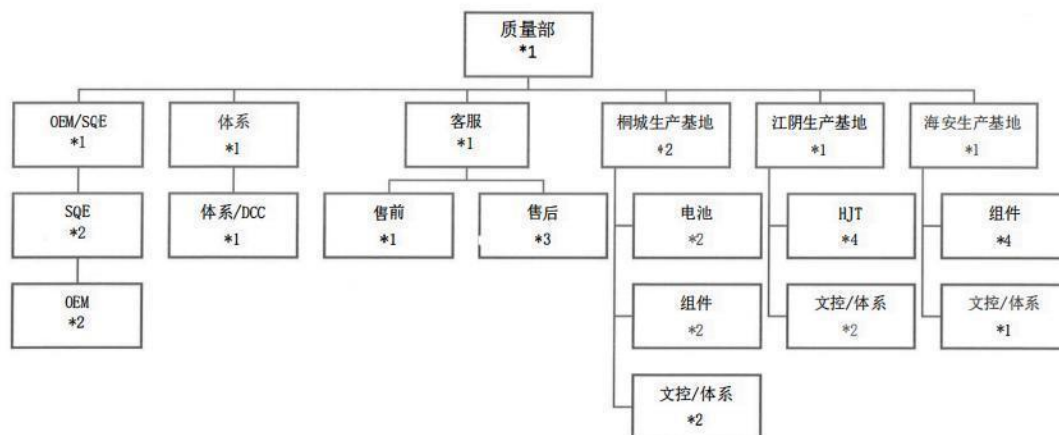 质量部
*1
OEM/SQE
*1
体系
*1
客服
*1
桐城生产基地
*2
江阴生产基地
*1
海安生产基地
*1
SQE
*2
体系/DCC
*1
售前
*1
售后
*3
电池
*2
HJT
*4
组件
*4
OEM
*2
组件
*2
文控/体系
*2
文控/体系
*1
文控/体系
*2